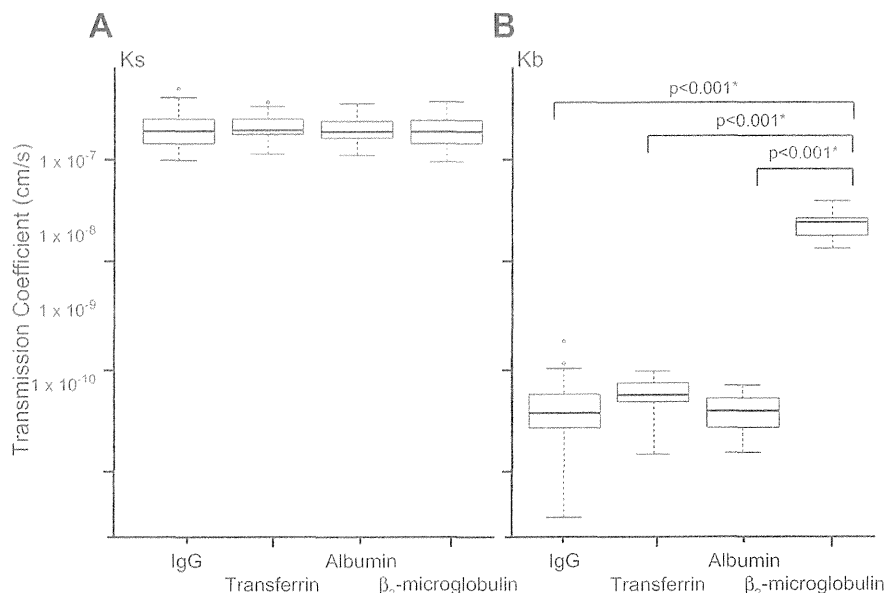 A
Ks
Transmission Coefficient (cm/s)
1 x 10⁻⁷
1 x 10⁻⁸
1 x 10⁻⁹
1 x 10⁻¹⁰
IgG
Transferrin
Albumin
β₂-microglobulin
B
Kb
p<0.001*
p<0.001*
p<0.001*
IgG
Transferrin
Albumin
β₂-microglobulin